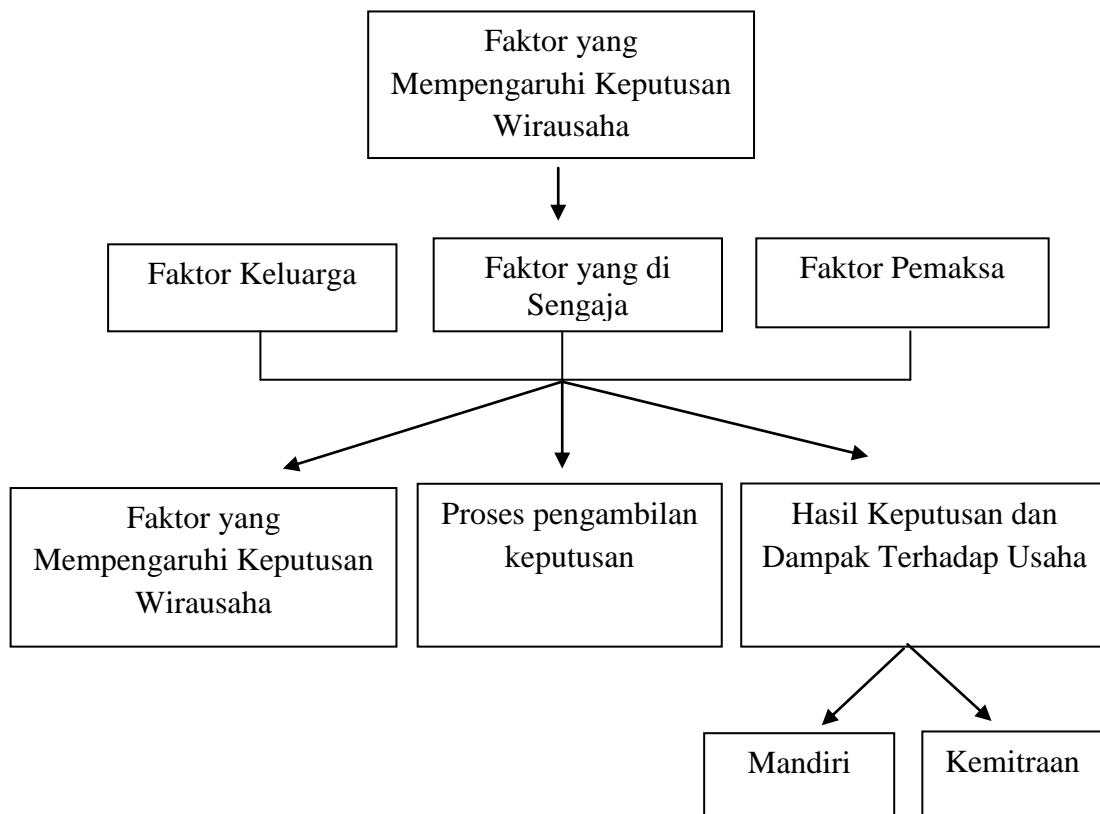 Faktor yang
Mempengaruhi Keputusan
Wirausaha
Faktor Keluarga
Faktor yang di
Sengaja
Faktor Pemaksa
Faktor yang
Mempengaruhi Keputusan
Wirausaha
Proses pengambilan
keputusan
Hasil Keputusan dan
Dampak Terhadap Usaha
Mandiri
Kemitraan